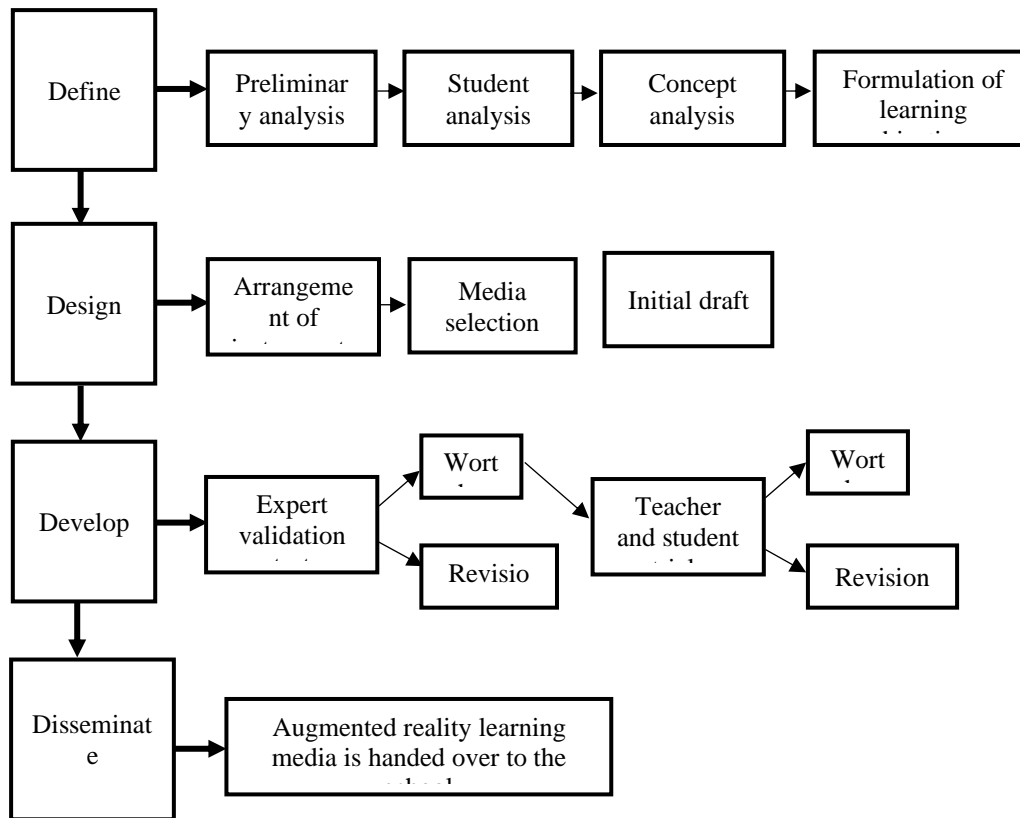 Define
Preliminar
y analysis
Student
analysis
Concept
analysis
Formulation of
learning
Design
Arrangeme
nt of
Media
selection
Initial draft
Develop
Expert
validation
Wort
Revisio
Teacher
and student
Wort
Revision
Disseminat
e
Augmented reality learning
media is handed over to the